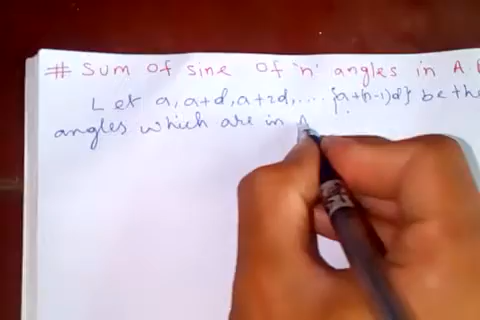 # Sum of sine of 'n' angles in A.
Let a, a+d, a+2d, .... {a+(n-1)d} be the
angles which are in A